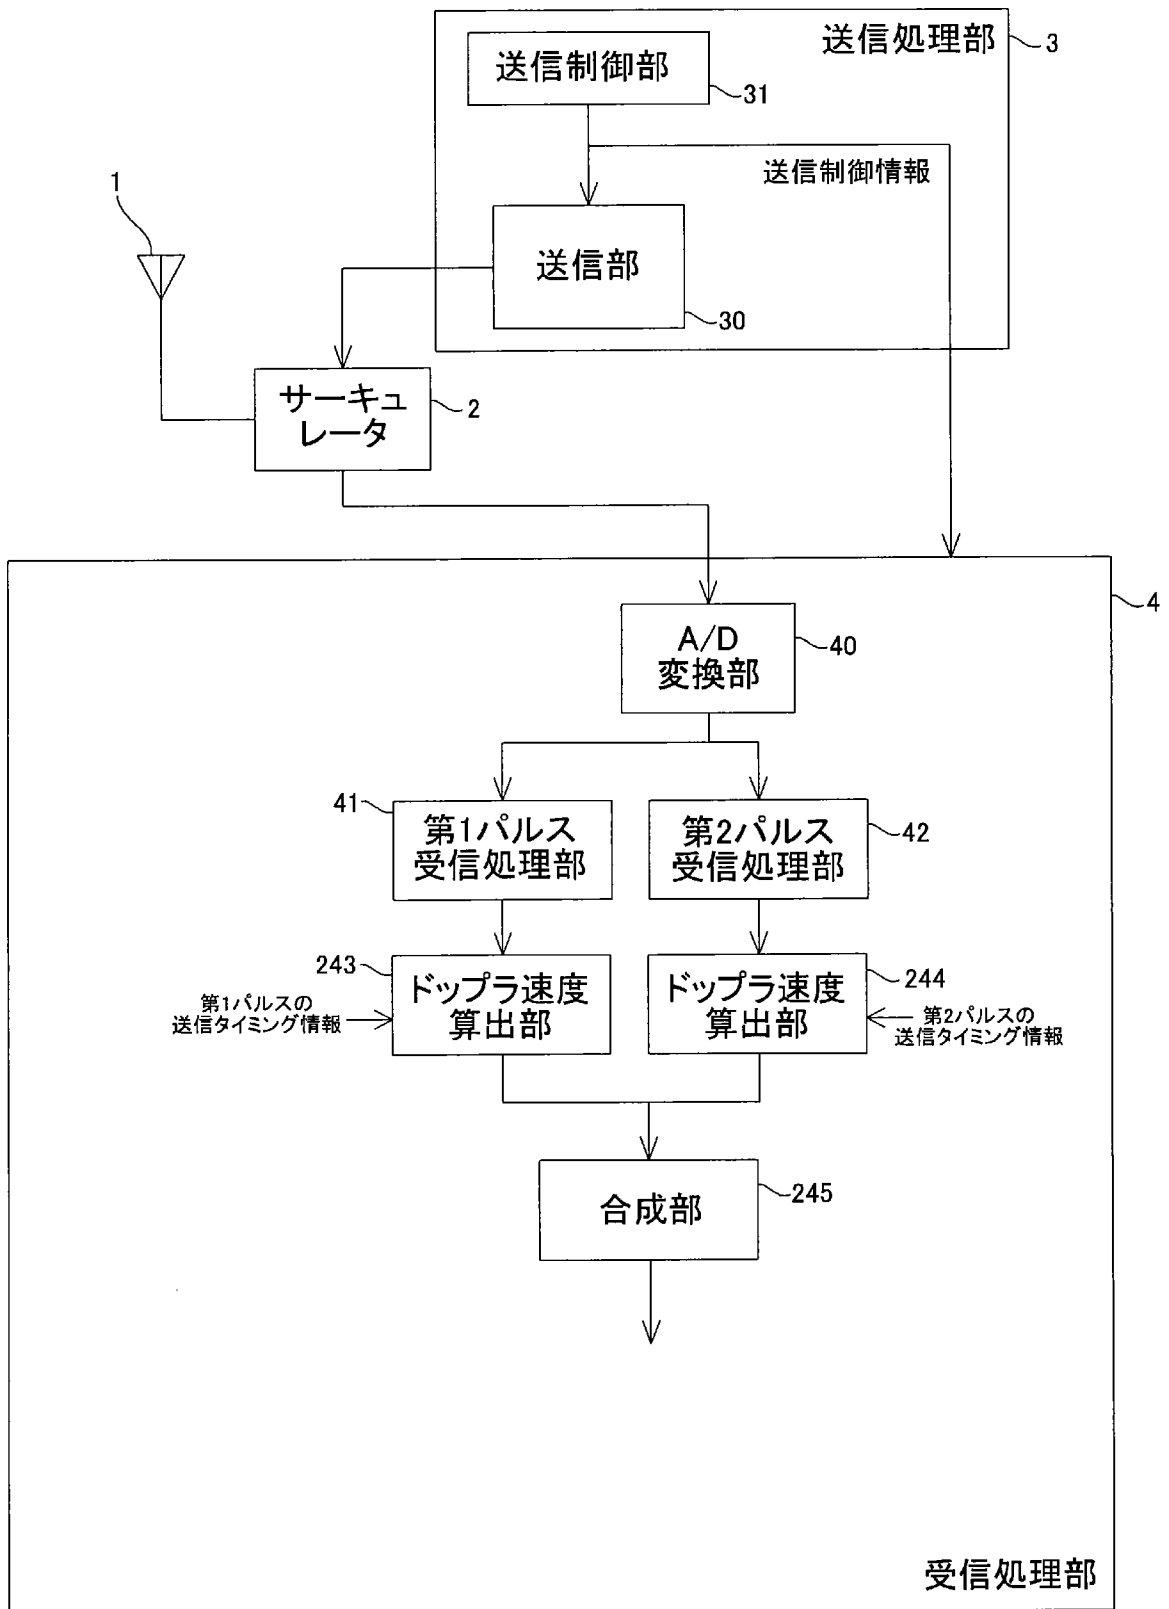 送信処理部
3
送信制御部
31
送信制御情報
1
送信部
30
サーキュ
レータ
2
4
A/D
変換部
40
41
第1パルス
受信処理部
第2パルス
受信処理部
42
243
ドップラ速度
算出部
第1パルスの
送信タイミング情報
ドップラ速度
算出部
244
第2パルスの
送信タイミング情報
合成部
245
受信処理部